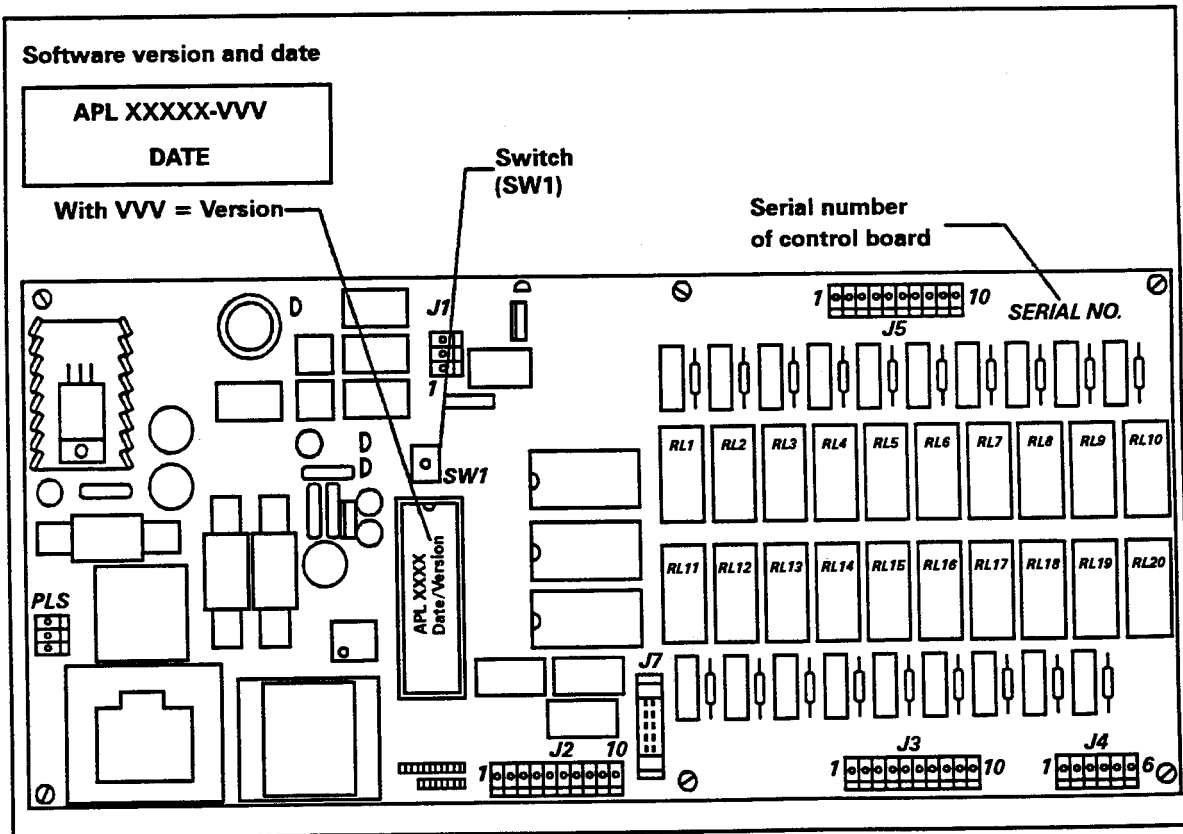 Software version and date
APL XXXXX-VVV
DATE
With VVV = Version
Switch
(SW1)
Serial number
of control board
J1
1
1 10
J5
SERIAL NO.
RL1 RL2 RL3 RL4 RL5 RL6 RL7 RL8 RL9 RL10
SW1
APL XXXX
Date/Version
RL11 RL12 RL13 RL14 RL15 RL16 RL17 RL18 RL19 RL20
PLS
J7
J2
1 10
J3
1 10
J4
1 6